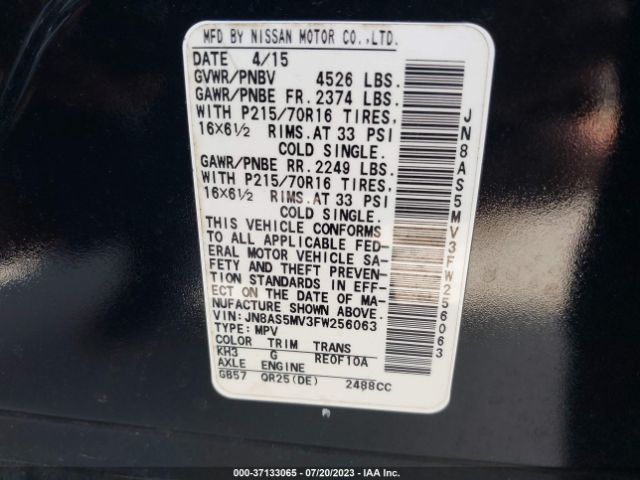 MFD BY NISSAN MOTOR CO.,LTD.
DATE 4/15
GVWR/PNBV 4526 LBS.
GAWR/PNBE FR. 2374 LBS.
WITH P215/70R16 TIRES,
16X6½ RIMS. AT 33 PSI
COLD SINGLE.
GAWR/PNBE RR. 2249 LBS.
WITH P215/70R16 TIRES,
16X6½ RIMS. AT 33 PSI
COLD SINGLE.
THIS VEHICLE CONFORMS
TO ALL APPLICABLE FED-
ERAL MOTOR VEHICLE SA-
FETY AND THEFT PREVEN-
TION STANDARDS IN EFF-
ECT ON THE DATE OF MA-
NUFACTURE SHOWN ABOVE.
VIN: JN8AS5MV3FW256063
TYPE: MPV
COLOR TRIM TRANS
KH3 G RE0F10A
AXLE ENGINE
GB57 QR25(DE) 2488CC
JN8AS5MV3FW256063
000-37133065 / 07/20/2023 - IAA Inc.